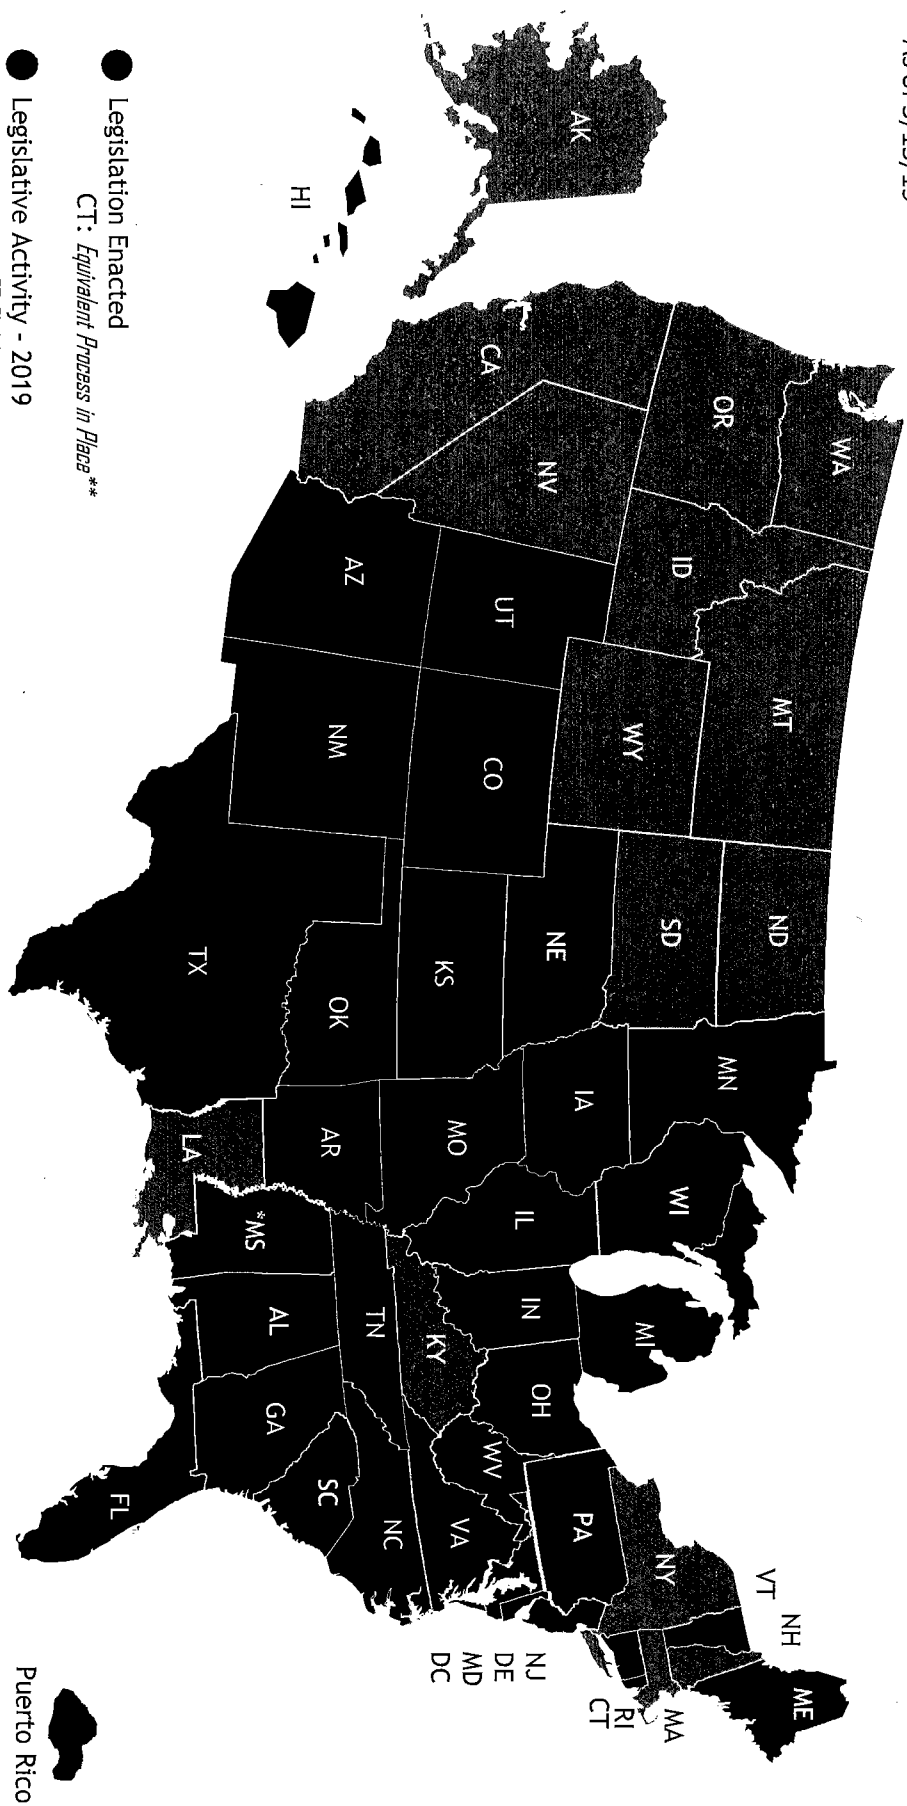 AK
HI
WA
OR
CA
NV
ID
MT
WY
UT
AZ
CO
NM
ND
SD
NE
KS
OK
TX
MN
IA
MO
AR
LA
WI
IL
*MS
MI
IN
KY
TN
AL
OH
WV
VA
NC
SC
GA
FL
PA
NY
VT
NH
ME
MA
RI
CT
NJ
DE
MD
DC
Puerto Rico
Legislation Enacted
CT: Equivalent Process in Place**
Legislative Activity - 2019